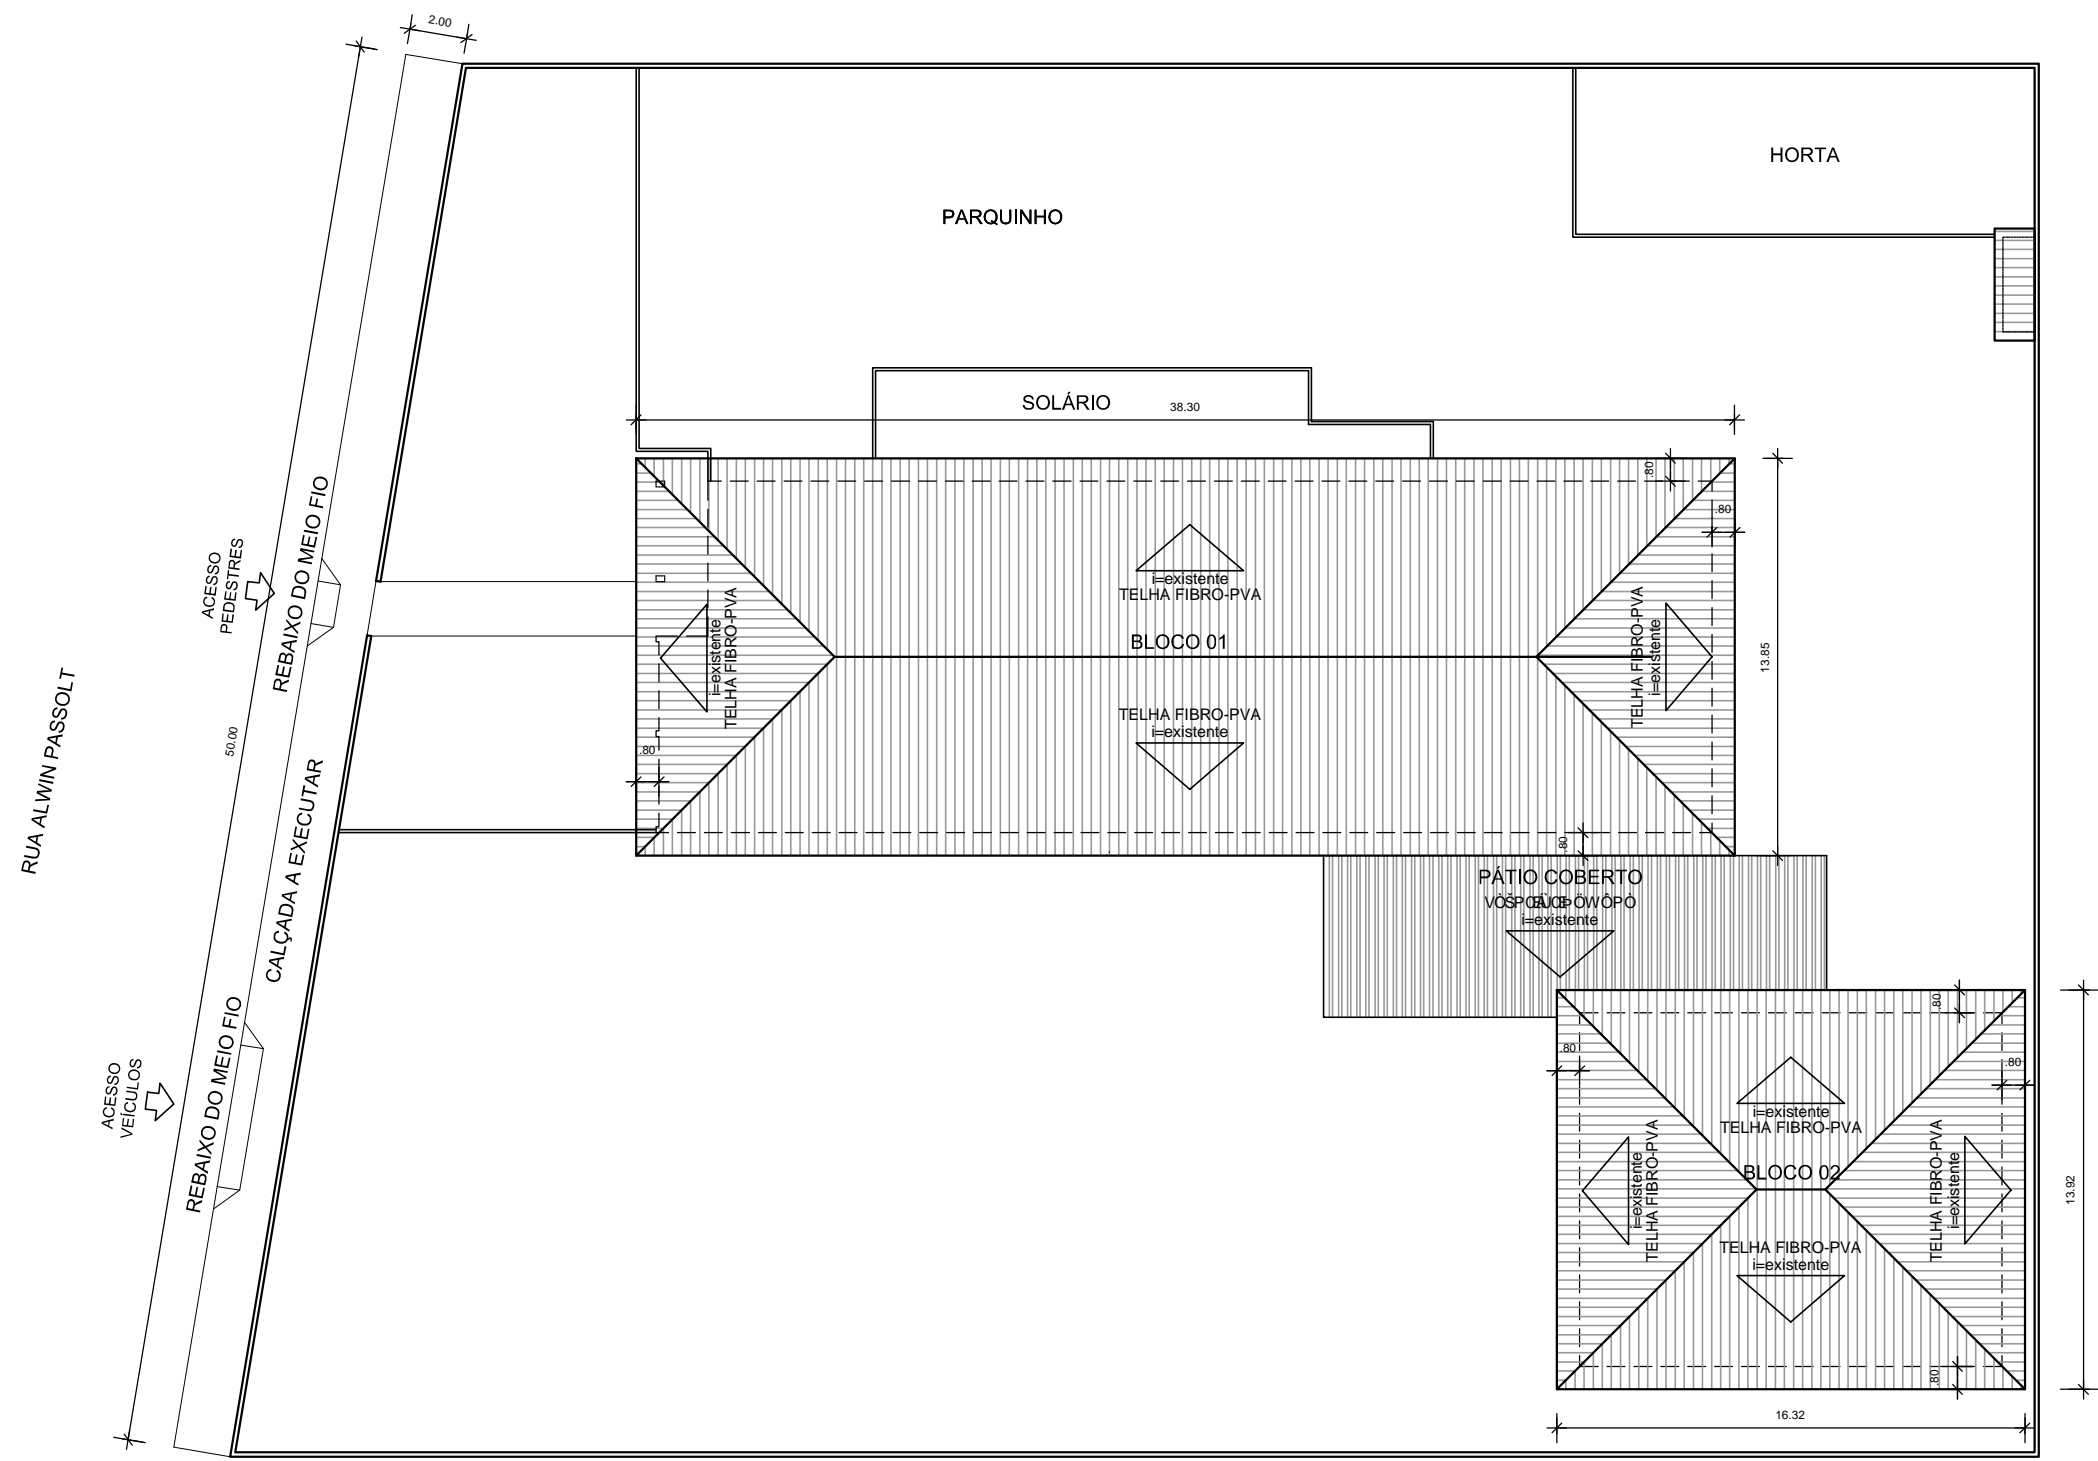 2.00
HORTA
PARQUINHO
SOLÁRIO
38.30
.80
.80
REBAIXO DO MEIO FIO
ACESSO
PEDESTRES
i=existente
TELHA FIBRO-PVA
BLOCO 01
TELHA FIBRO-PVA
i=existente
i=existente
TELHA FIBRO-PVA
TELHA FIBRO-PVA
i=existente
13.85
.80
.80
RUA ALWIN PASSOLT
50.00
CALÇADA A EXECUTAR
PÁTIO COBERTO
i=existente
REBAIXO DO MEIO FIO
ACESSO
VEÍCULOS
.80
.80
.80
i=existente
TELHA FIBRO-PVA
BLOCO 02
TELHA FIBRO-PVA
i=existente
i=existente
TELHA FIBRO-PVA
TELHA FIBRO-PVA
i=existente
13.92
.80
16.32